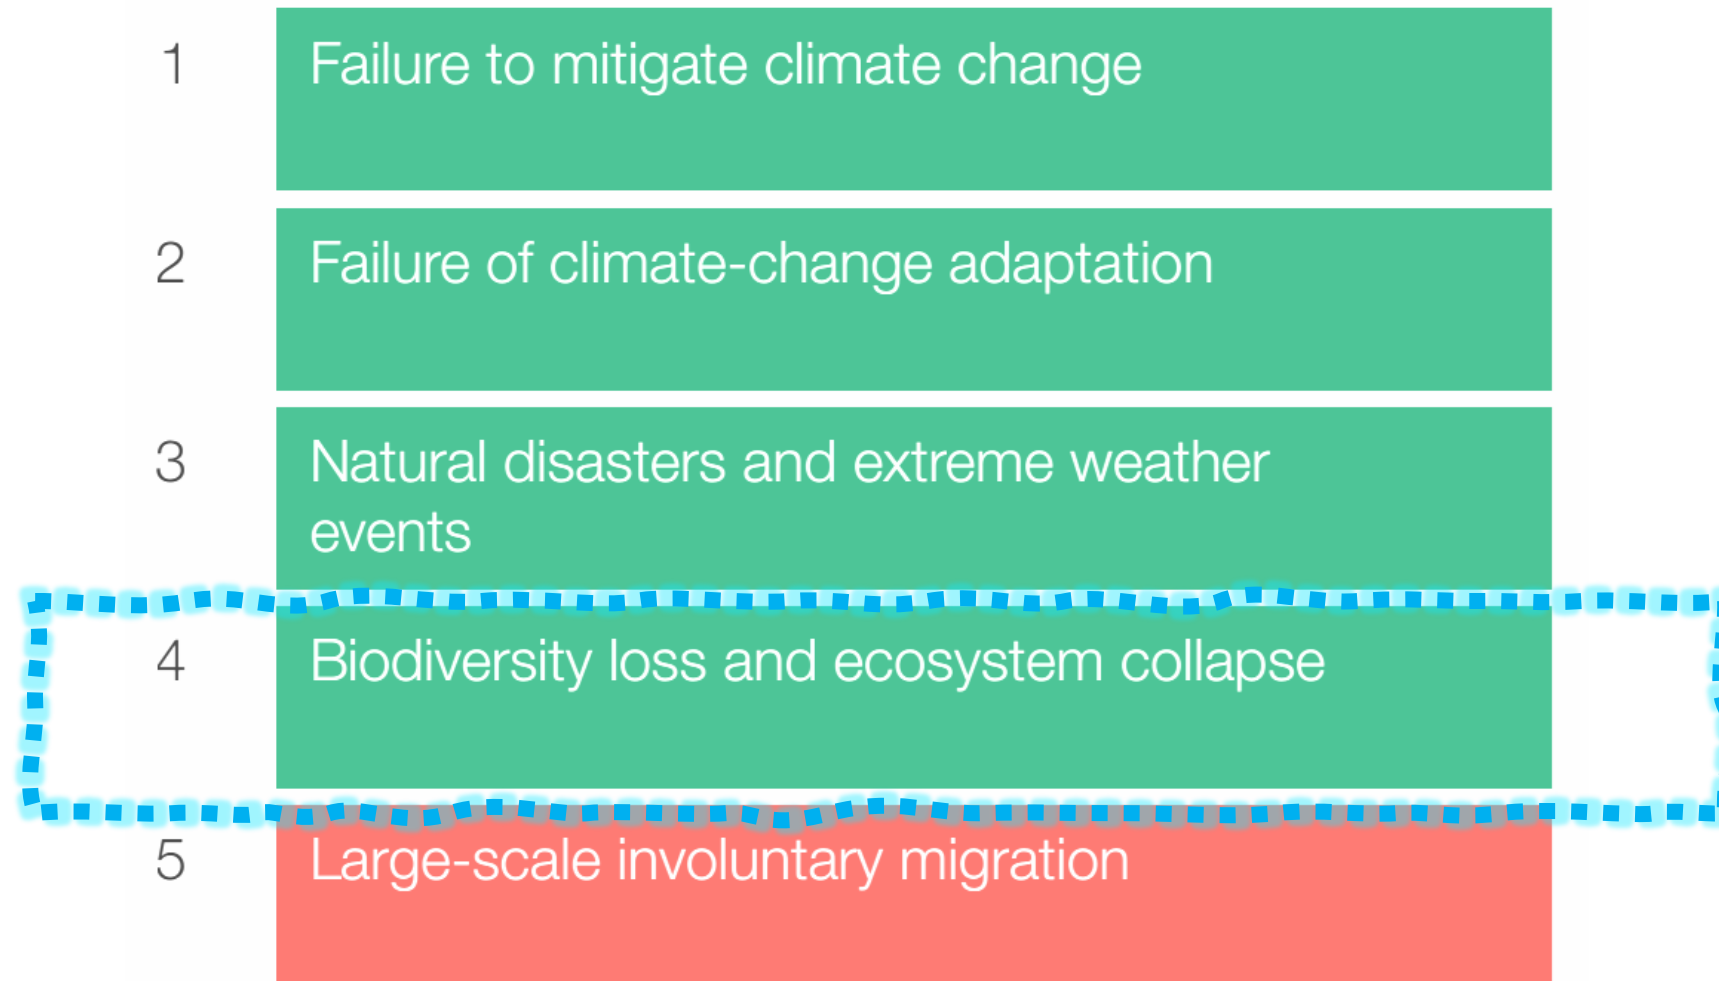 1 Failure to mitigate climate change
2 Failure of climate-change adaptation
3 Natural disasters and extreme weather
events
4 Biodiversity loss and ecosystem collapse
5 Large-scale involuntary migration